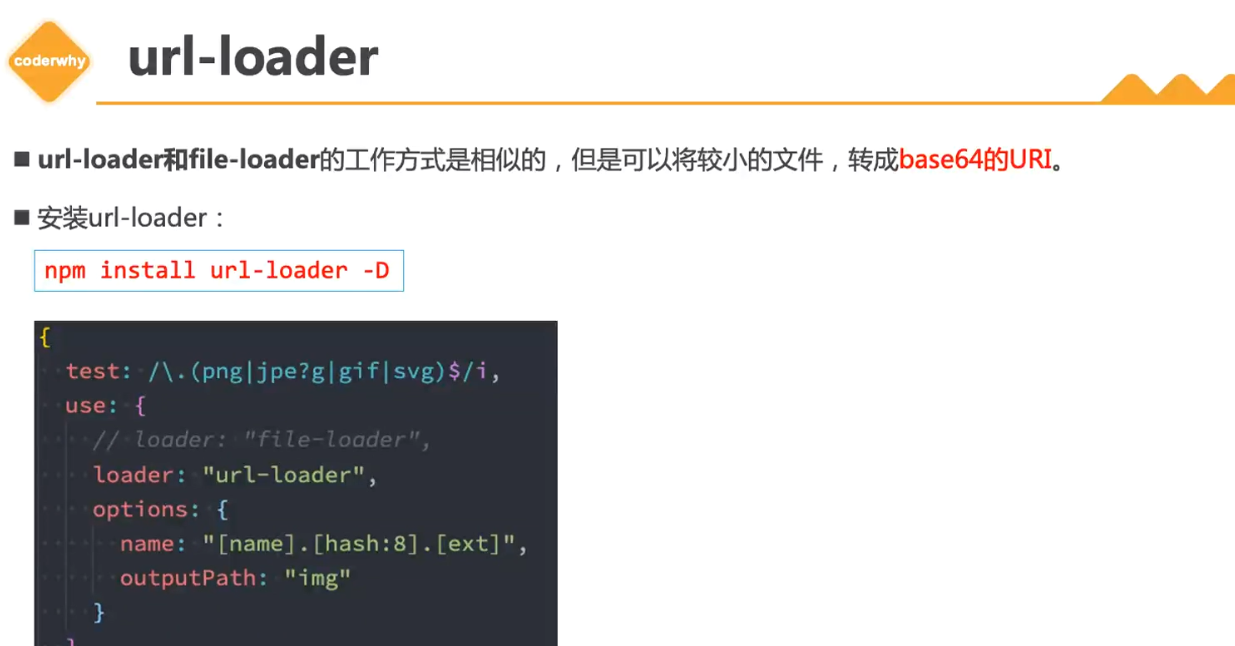 coderwhy
url-loader
url-loader和file-loader的工作方式是相似的，但是可以将较小的文件，转成base64的URI。
安装url-loader：
npm install url-loader -D
{
test: /\.(png|jpe?g|gif|svg)$/i,
use: {
// loader: "file-loader",
loader: "url-loader",
options: {
name: "[name].[hash:8].[ext]",
outputPath: "img"
}
}